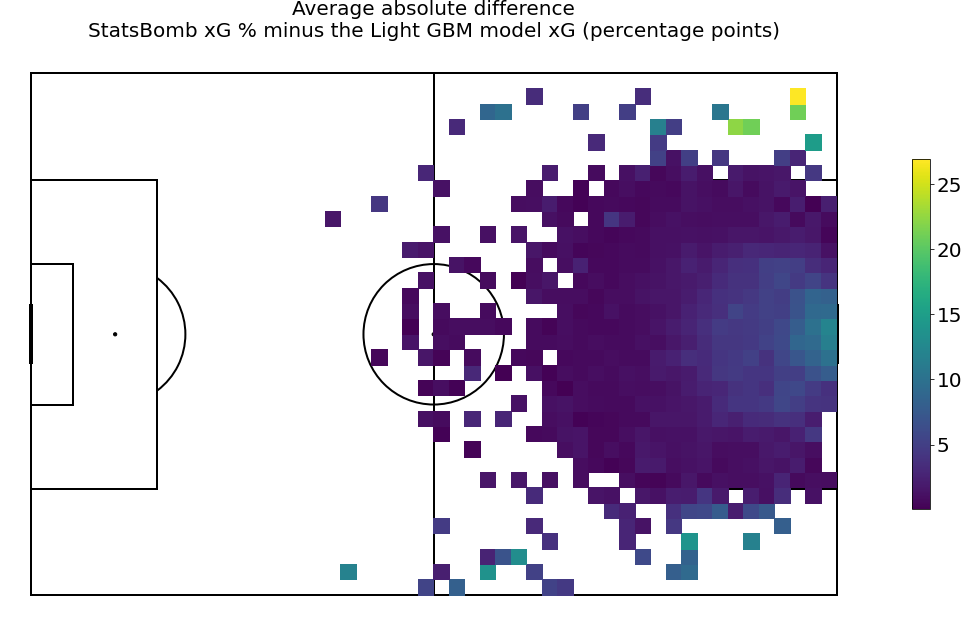 Average absolute difference
StatsBomb xG % minus the Light GBM model xG (percentage points)
25
20
15
10
5